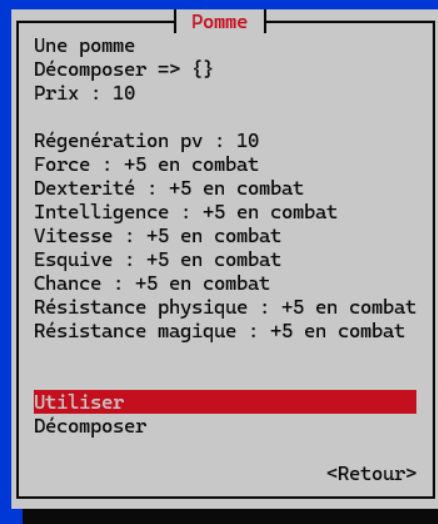 Pomme
Une pomme
Décomposer => {}
Prix : 10
Régenération pv : 10
Force : +5 en combat
Dexterité : +5 en combat
Intelligence : +5 en combat
Vitesse : +5 en combat
Esquive : +5 en combat
Chance : +5 en combat
Résistance physique : +5 en combat
Résistance magique : +5 en combat
Utiliser
Décomposer
<Retour>